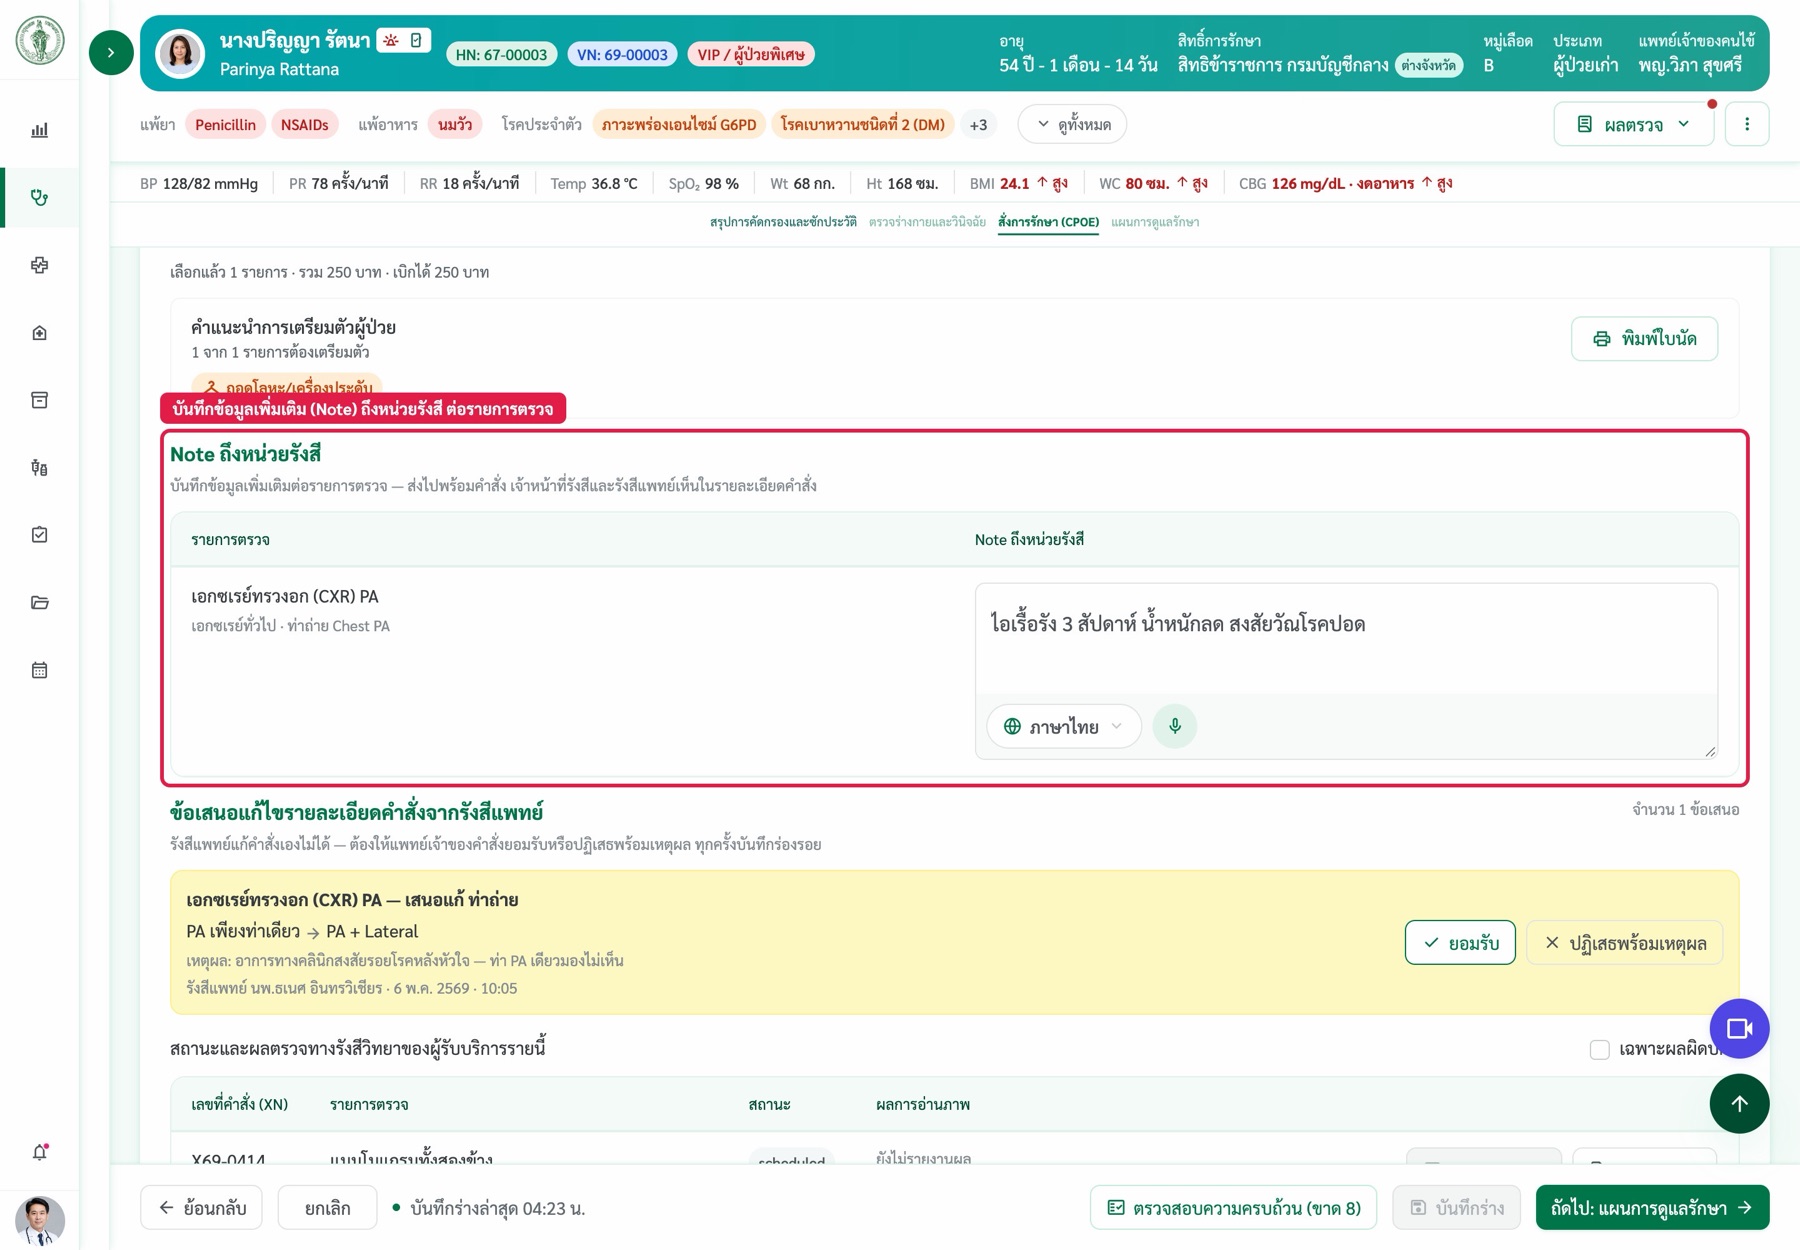 นางปริญญา รัตนา
Parinya Rattana
HN: 67-00003
VN: 69-00003
VIP / ผู้ป่วยพิเศษ
อายุ
54 ปี - 1 เดือน - 14 วัน
สิทธิ์การรักษา
สิทธิข้าราชการ กรมบัญชีกลาง ต่างจังหวัด
หมู่เลือด
B
ประเภท
ผู้ป่วยเก่า
แพทย์เจ้าของคนไข้
พญ.วิภา สุขศรี
แพ้ยา Penicillin NSAIDs แพ้อาหาร นมวัว โรคประจำตัว ภาวะพร่องเอนไซม์ G6PD โรคเบาหวานชนิดที่ 2 (DM) +3 ดูทั้งหมด
ผลตรวจ
BP 128/82 mmHg PR 78 ครั้ง/นาที RR 18 ครั้ง/นาที Temp 36.8 °C SpO₂ 98 % Wt 68 กก. Ht 168 ซม. BMI 24.1 ↑ สูง WC 80 ซม. ↑ สูง CBG 126 mg/dL · งดอาหาร ↑ สูง
สรุปการคัดกรองและซักประวัติ ตรวจร่างกายและวินิจฉัย สั่งการรักษา (CPOE) แผนการดูแลรักษา
เลือกแล้ว 1 รายการ · รวม 250 บาท · เบิกได้ 250 บาท
คำแนะนำการเตรียมตัวผู้ป่วย
1 จาก 1 รายการต้องเตรียมตัว
พิมพ์ใบนัด
ถอดโลหะ/เครื่องประดับ
บันทึกข้อมูลเพิ่มเติม (Note) ถึงหน่วยรังสี ต่อรายการตรวจ
Note ถึงหน่วยรังสี
บันทึกข้อมูลเพิ่มเติมต่อรายการตรวจ — ส่งไปพร้อมคำสั่ง เจ้าหน้าที่รังสีและรังสีแพทย์เห็นในรายละเอียดคำสั่ง
รายการตรวจ Note ถึงหน่วยรังสี
เอกซเรย์ทรวงอก (CXR) PA
เอกซเรย์ทั่วไป · ท่าถ่าย Chest PA
ไอเรื้อรัง 3 สัปดาห์ น้ำหนักลด สงสัยวัณโรคปอด
ภาษาไทย
ข้อเสนอแก้ไขรายละเอียดคำสั่งจากรังสีแพทย์
จำนวน 1 ข้อเสนอ
รังสีแพทย์แก้คำสั่งเองไม่ได้ — ต้องให้แพทย์เจ้าของคำสั่งยอมรับหรือปฏิเสธพร้อมเหตุผล ทุกครั้งบันทึกร่องรอย
เอกซเรย์ทรวงอก (CXR) PA — เสนอแก้ ท่าถ่าย
PA เพียงท่าเดียว → PA + Lateral
เหตุผล: อาการทางคลินิกสงสัยรอยโรคหลังหัวใจ — ท่า PA เดียวมองไม่เห็น
รังสีแพทย์ นพ.ธเนศ อินทรวิเชียร · 6 พ.ค. 2569 · 10:05
ยอมรับ
ปฏิเสธพร้อมเหตุผล
สถานะและผลตรวจทางรังสีวิทยาของผู้รับบริการรายนี้
เลขที่คำสั่ง (XN) รายการตรวจ สถานะ ผลการอ่านภาพ
X69-0414 แมมโมแกรมทั้งสองข้าง scheduled ยังไม่รายงานผล
ย้อนกลับ
ยกเลิก
บันทึกร่างล่าสุด 04:23 น.
ตรวจสอบความครบถ้วน (ขาด 8)
บันทึกร่าง
ถัดไป: แผนการดูแลรักษา →